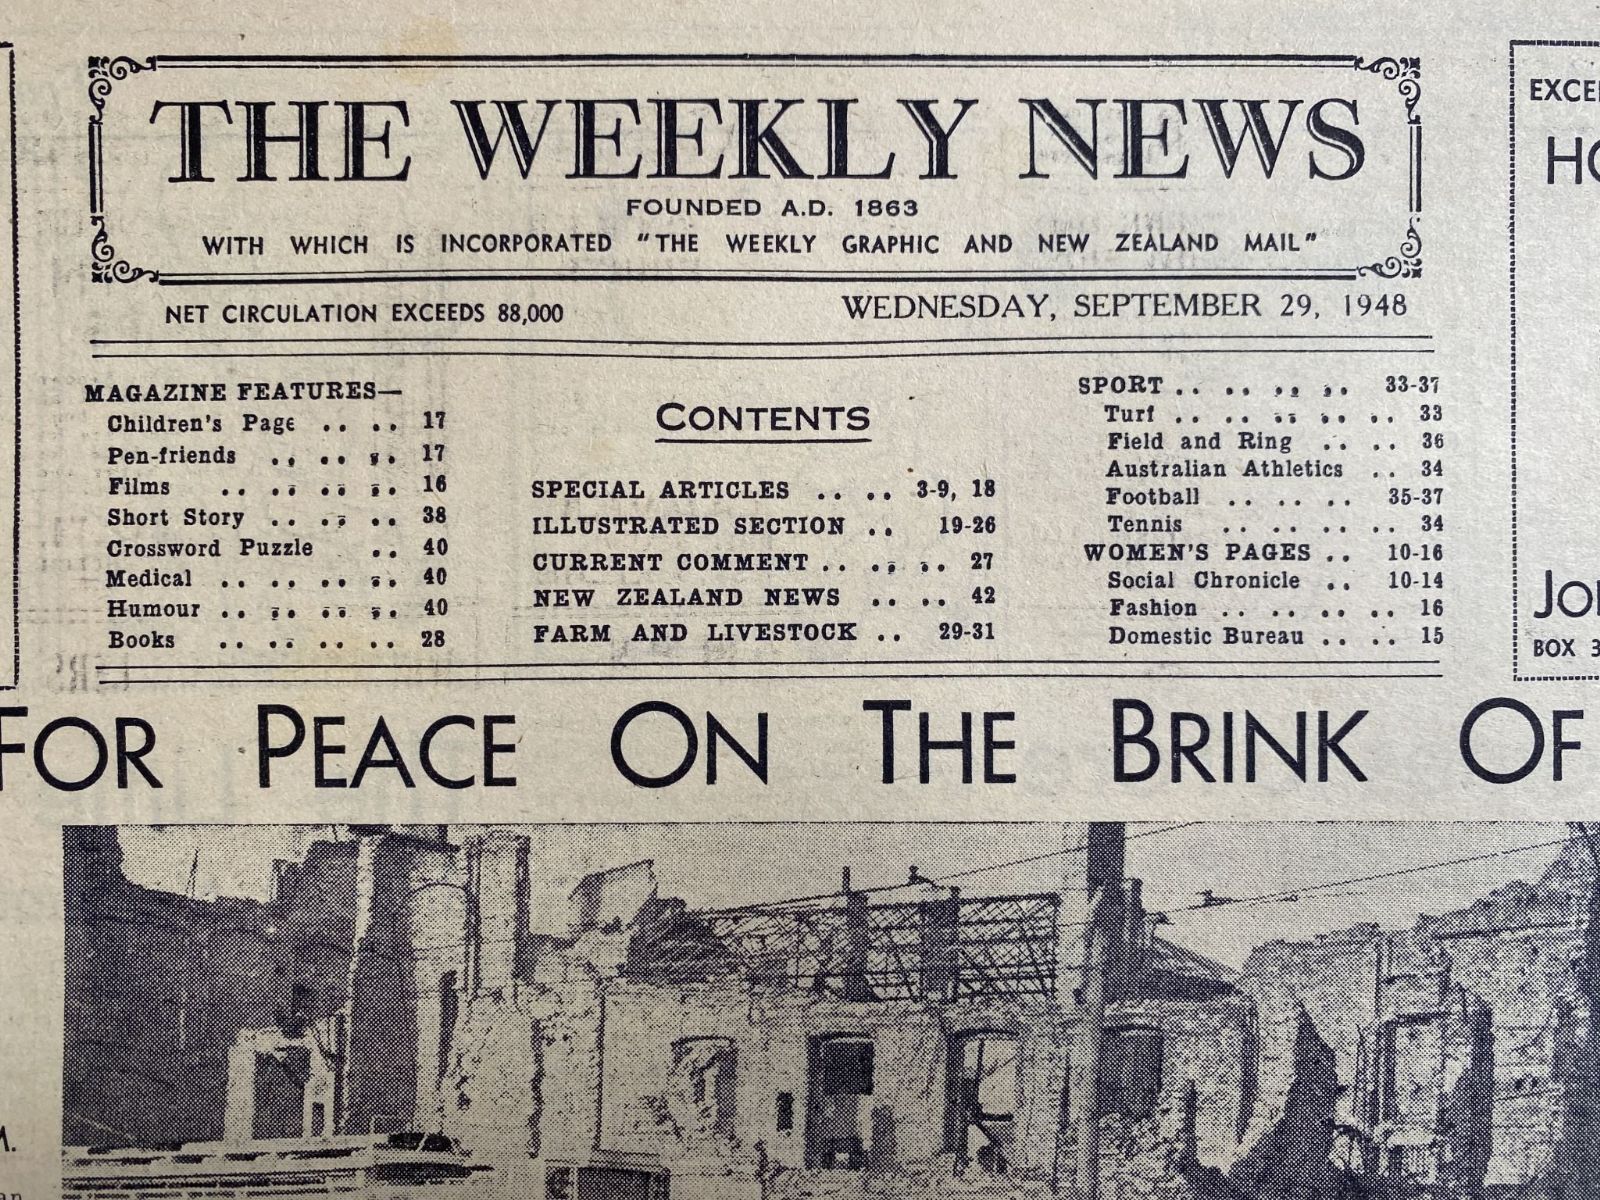 THE WEEKLY NEWS
FOUNDED A.D. 1863
WITH WHICH IS INCORPORATED "THE WEEKLY GRAPHIC AND NEW ZEALAND MAIL"
NET CIRCULATION EXCEEDS 88,000
WEDNESDAY, SEPTEMBER 29, 1948
MAGAZINE FEATURES—
Children's Page .. .. 17
Pen-friends .. .. .. 17
Films .. .. .. .. 16
Short Story .. .. .. 38
Crossword Puzzle .. 40
Medical .. .. .. .. 40
Humour .. .. .. .. 40
Books .. .. .. .. 28
CONTENTS
SPECIAL ARTICLES .. .. 3-9, 18
ILLUSTRATED SECTION .. 19-26
CURRENT COMMENT .. .. .. 27
NEW ZEALAND NEWS .. .. 42
FARM AND LIVESTOCK .. 29-31
SPORT .. .. .. .. 33-37
Turf .. .. .. .. .. 33
Field and Ring .. .. 36
Australian Athletics .. 34
Football .. .. .. 35-37
Tennis .. .. .. .. 34
WOMEN'S PAGES .. 10-16
Social Chronicle .. 10-14
Fashion .. .. .. .. 16
Domestic Bureau .. .. 15
EXCE
HO
BOX 3
FOR PEACE ON THE BRINK OF
M.